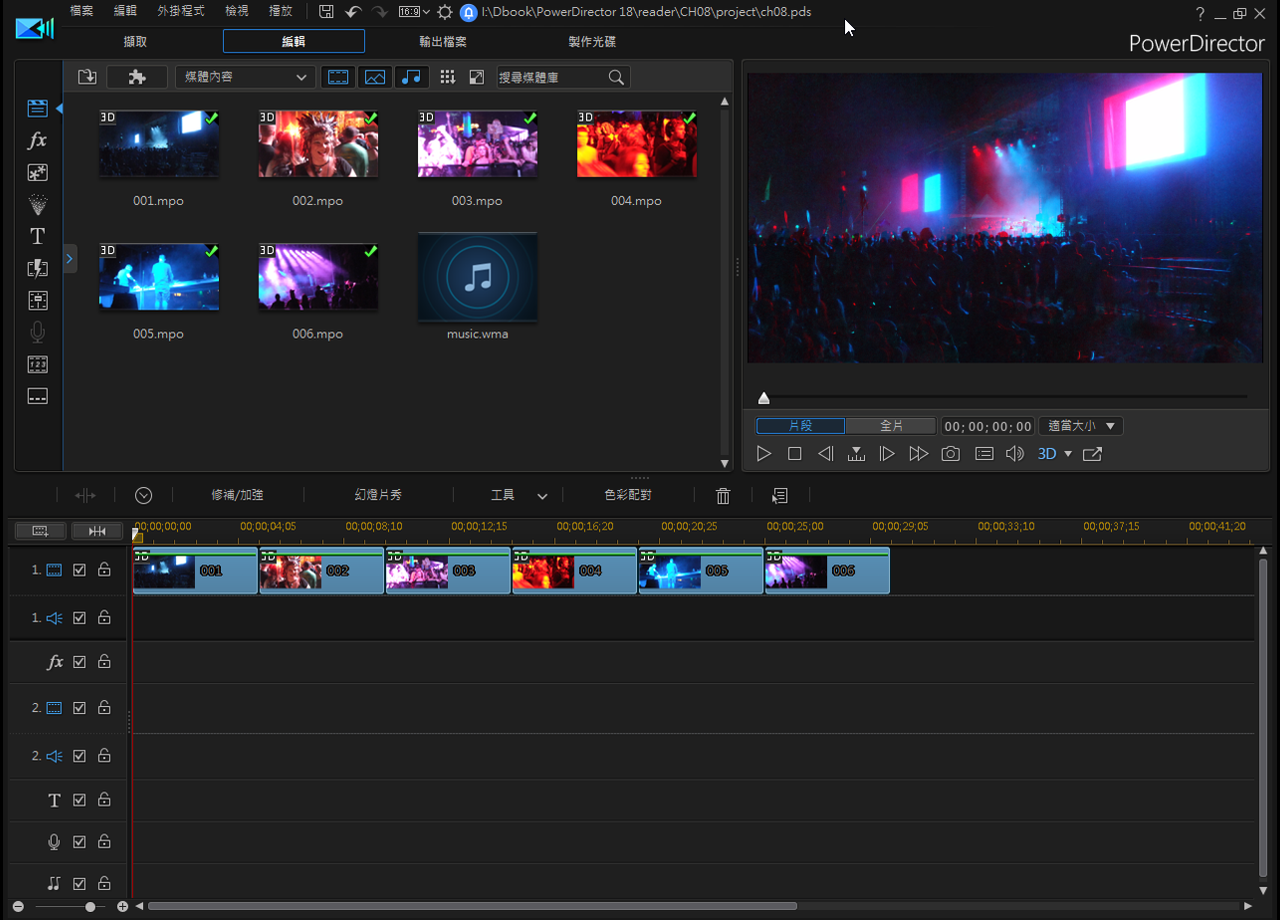 檔案 編輯 外掛程式 檢視 播放 16:9 I:\Dbook\PowerDirector 18\reader\CH08\project\ch08.pds ?
擷取 編輯 輸出檔案 製作光碟 PowerDirector
媒體內容 搜尋媒體庫
3D 3D 3D 3D
001.mpo 002.mpo 003.mpo 004.mpo
3D 3D
005.mpo 006.mpo music.wma
fx
T
123
片段 全片 00;00;00;00 適當大小
3D
修補/加強 幻燈片秀 工具 色彩配對
00;00;00;00 00;00;04;05 00;00;08;10 00;00;12;15 00;00;16;20 00;00;20;25 00;00;25;00 00;00;29;05 00;00;33;10 00;00;37;15 00;00;41;20
3D 3D 3D 3D 3D 3D
1. 001 002 003 004 005 006
1.
fx
2.
2.
T